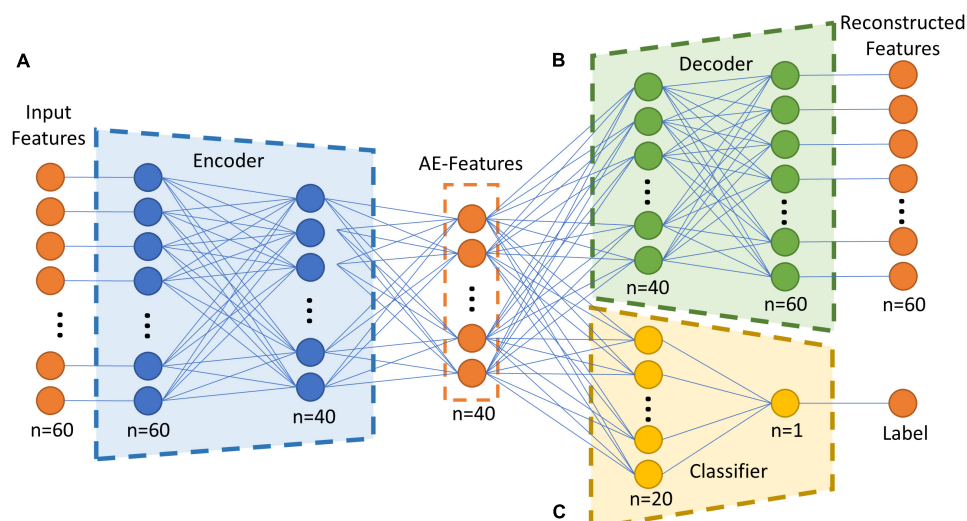 A
Input
Features
n=60
Encoder
n=60
n=40
AE-Features
n=40
B
Decoder
n=40
n=60
Reconstructed
Features
n=60
C
n=20
Classifier
n=1
Label